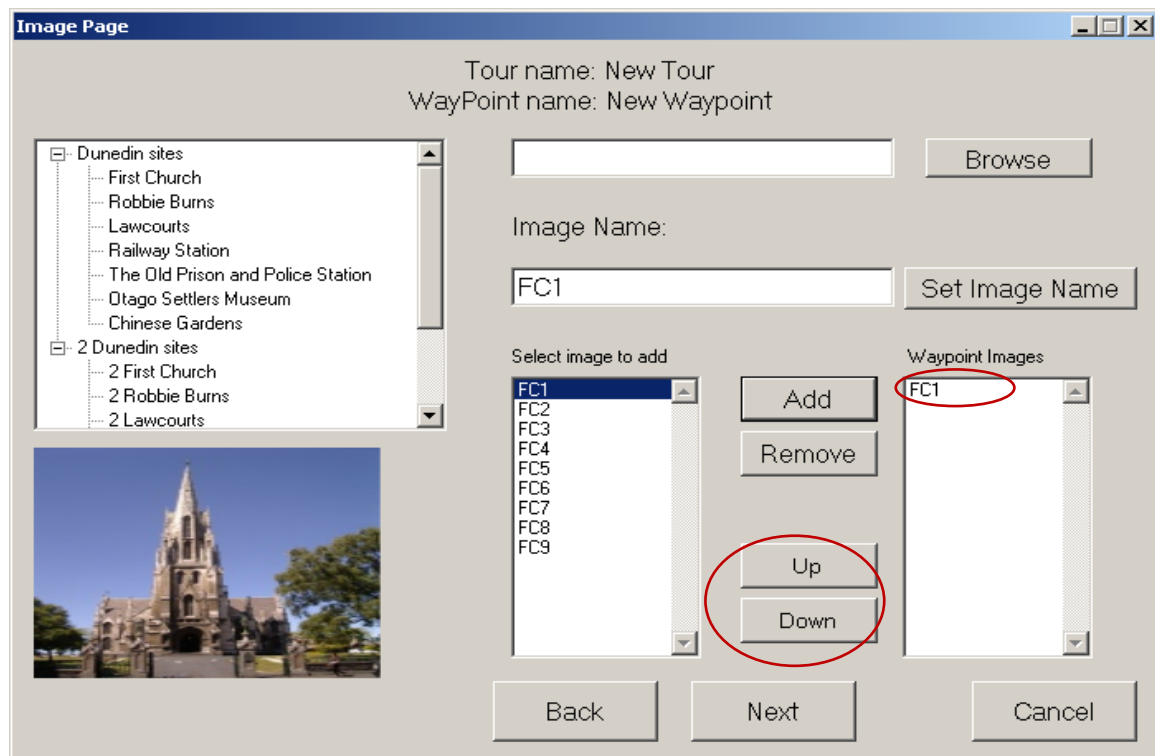 Image Page
Tour name: New Tour
WayPoint name: New Waypoint
Dunedin sites
First Church
Robbie Burns
Lawcourts
Railway Station
The Old Prison and Police Station
Otago Settlers Museum
Chinese Gardens
2 Dunedin sites
2 First Church
2 Robbie Burns
2 Lawcourts
Browse
Image Name:
FC1
Set Image Name
Select image to add
FC1
FC2
FC3
FC4
FC5
FC6
FC7
FC8
FC9
Add
Remove
Up
Down
Waypoint Images
FC1
Back
Next
Cancel